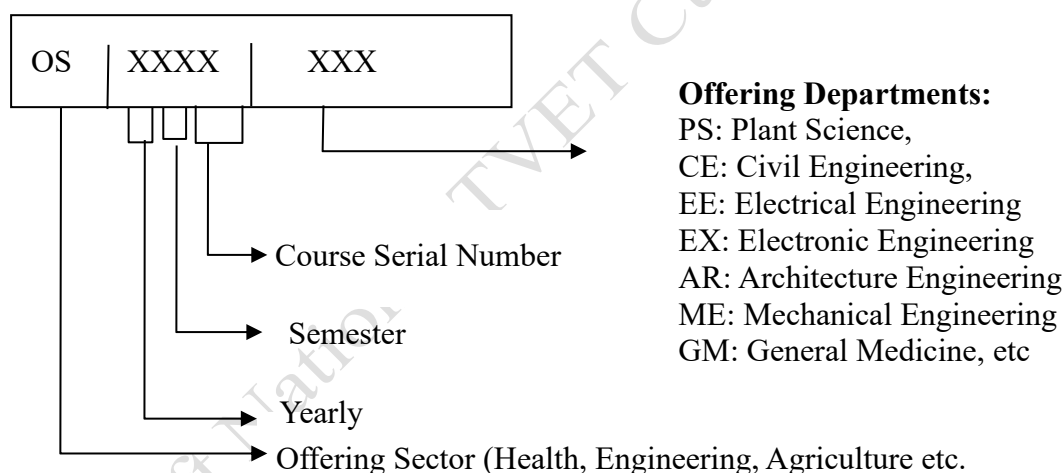 OS XXXX XXX
Offering Departments:
PS: Plant Science,
CE: Civil Engineering,
EE: Electrical Engineering
EX: Electronic Engineering
AR: Architecture Engineering
ME: Mechanical Engineering
GM: General Medicine, etc
Course Serial Number
Semester
Yearly
Offering Sector (Health, Engineering, Agriculture etc.
TVET